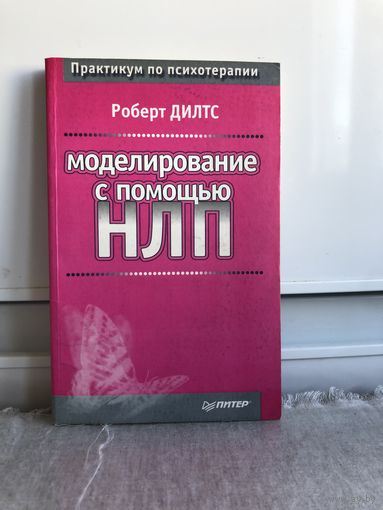 Практикум по психотерапии
Роберт ДИЛТС
моделирование
с помощью
НЛП
ПИТЕР